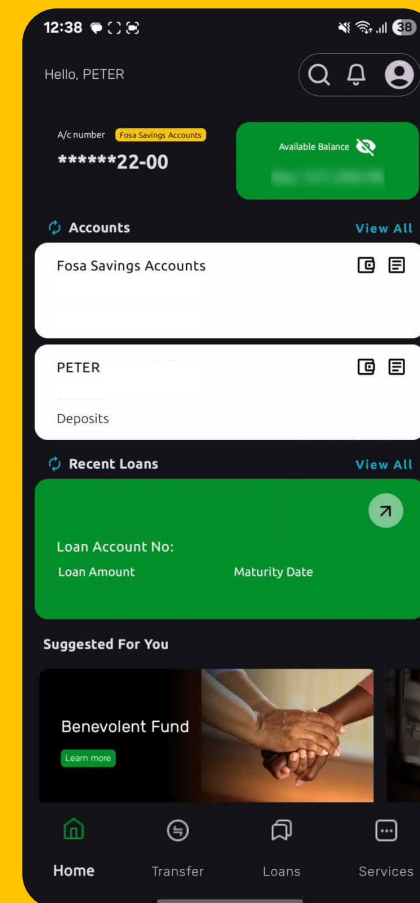 12:38
38
Hello, PETER
A/c number Fosa Savings Accounts
******22-00
Available Balance
Accounts View All
Fosa Savings Accounts
PETER
Deposits
Recent Loans View All
Loan Account No:
Loan Amount Maturity Date
Suggested For You
Benevolent Fund
Learn more
Home Transfer Loans Services